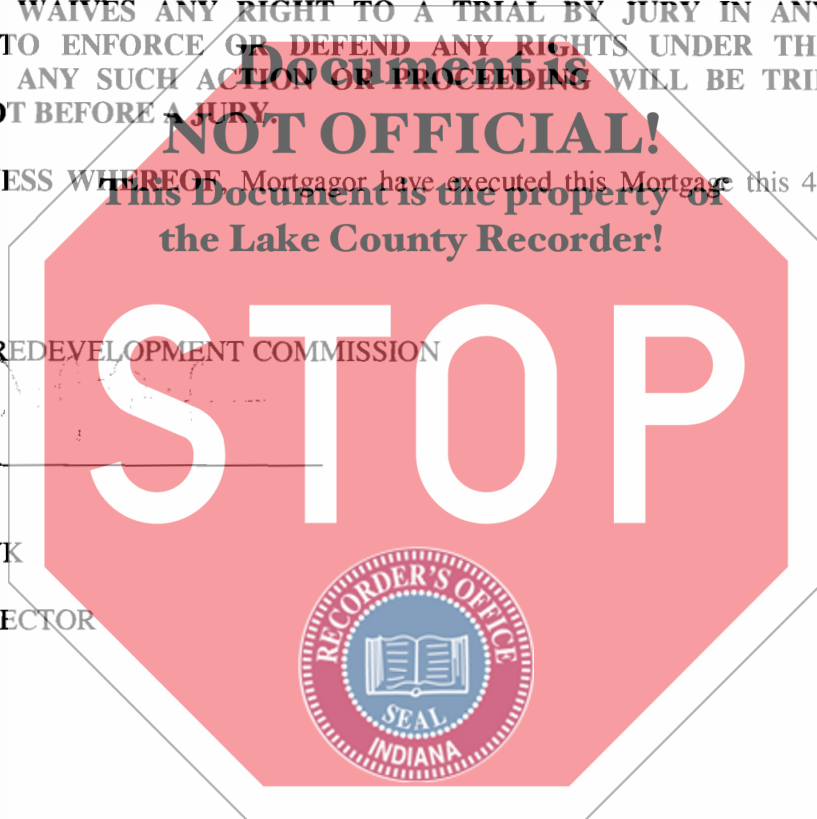 WAIVES ANY RIGHT TO A TRIAL BY JURY IN ANY
TO ENFORCE OR DEFEND ANY RIGHTS UNDER TH
Document is
ANY SUCH ACTION OR PROCEEDING WILL BE TRI
OT BEFORE A JURY.
NOT OFFICIAL!
ESS WHEREOF, Mortgagor have executed this Mortgage this 4
This Document is the property of
the Lake County Recorder!
REDEVELOPMENT COMMISSION
STOP
K
ECTOR
RECORDER'S OFFICE
SEAL
INDIANA